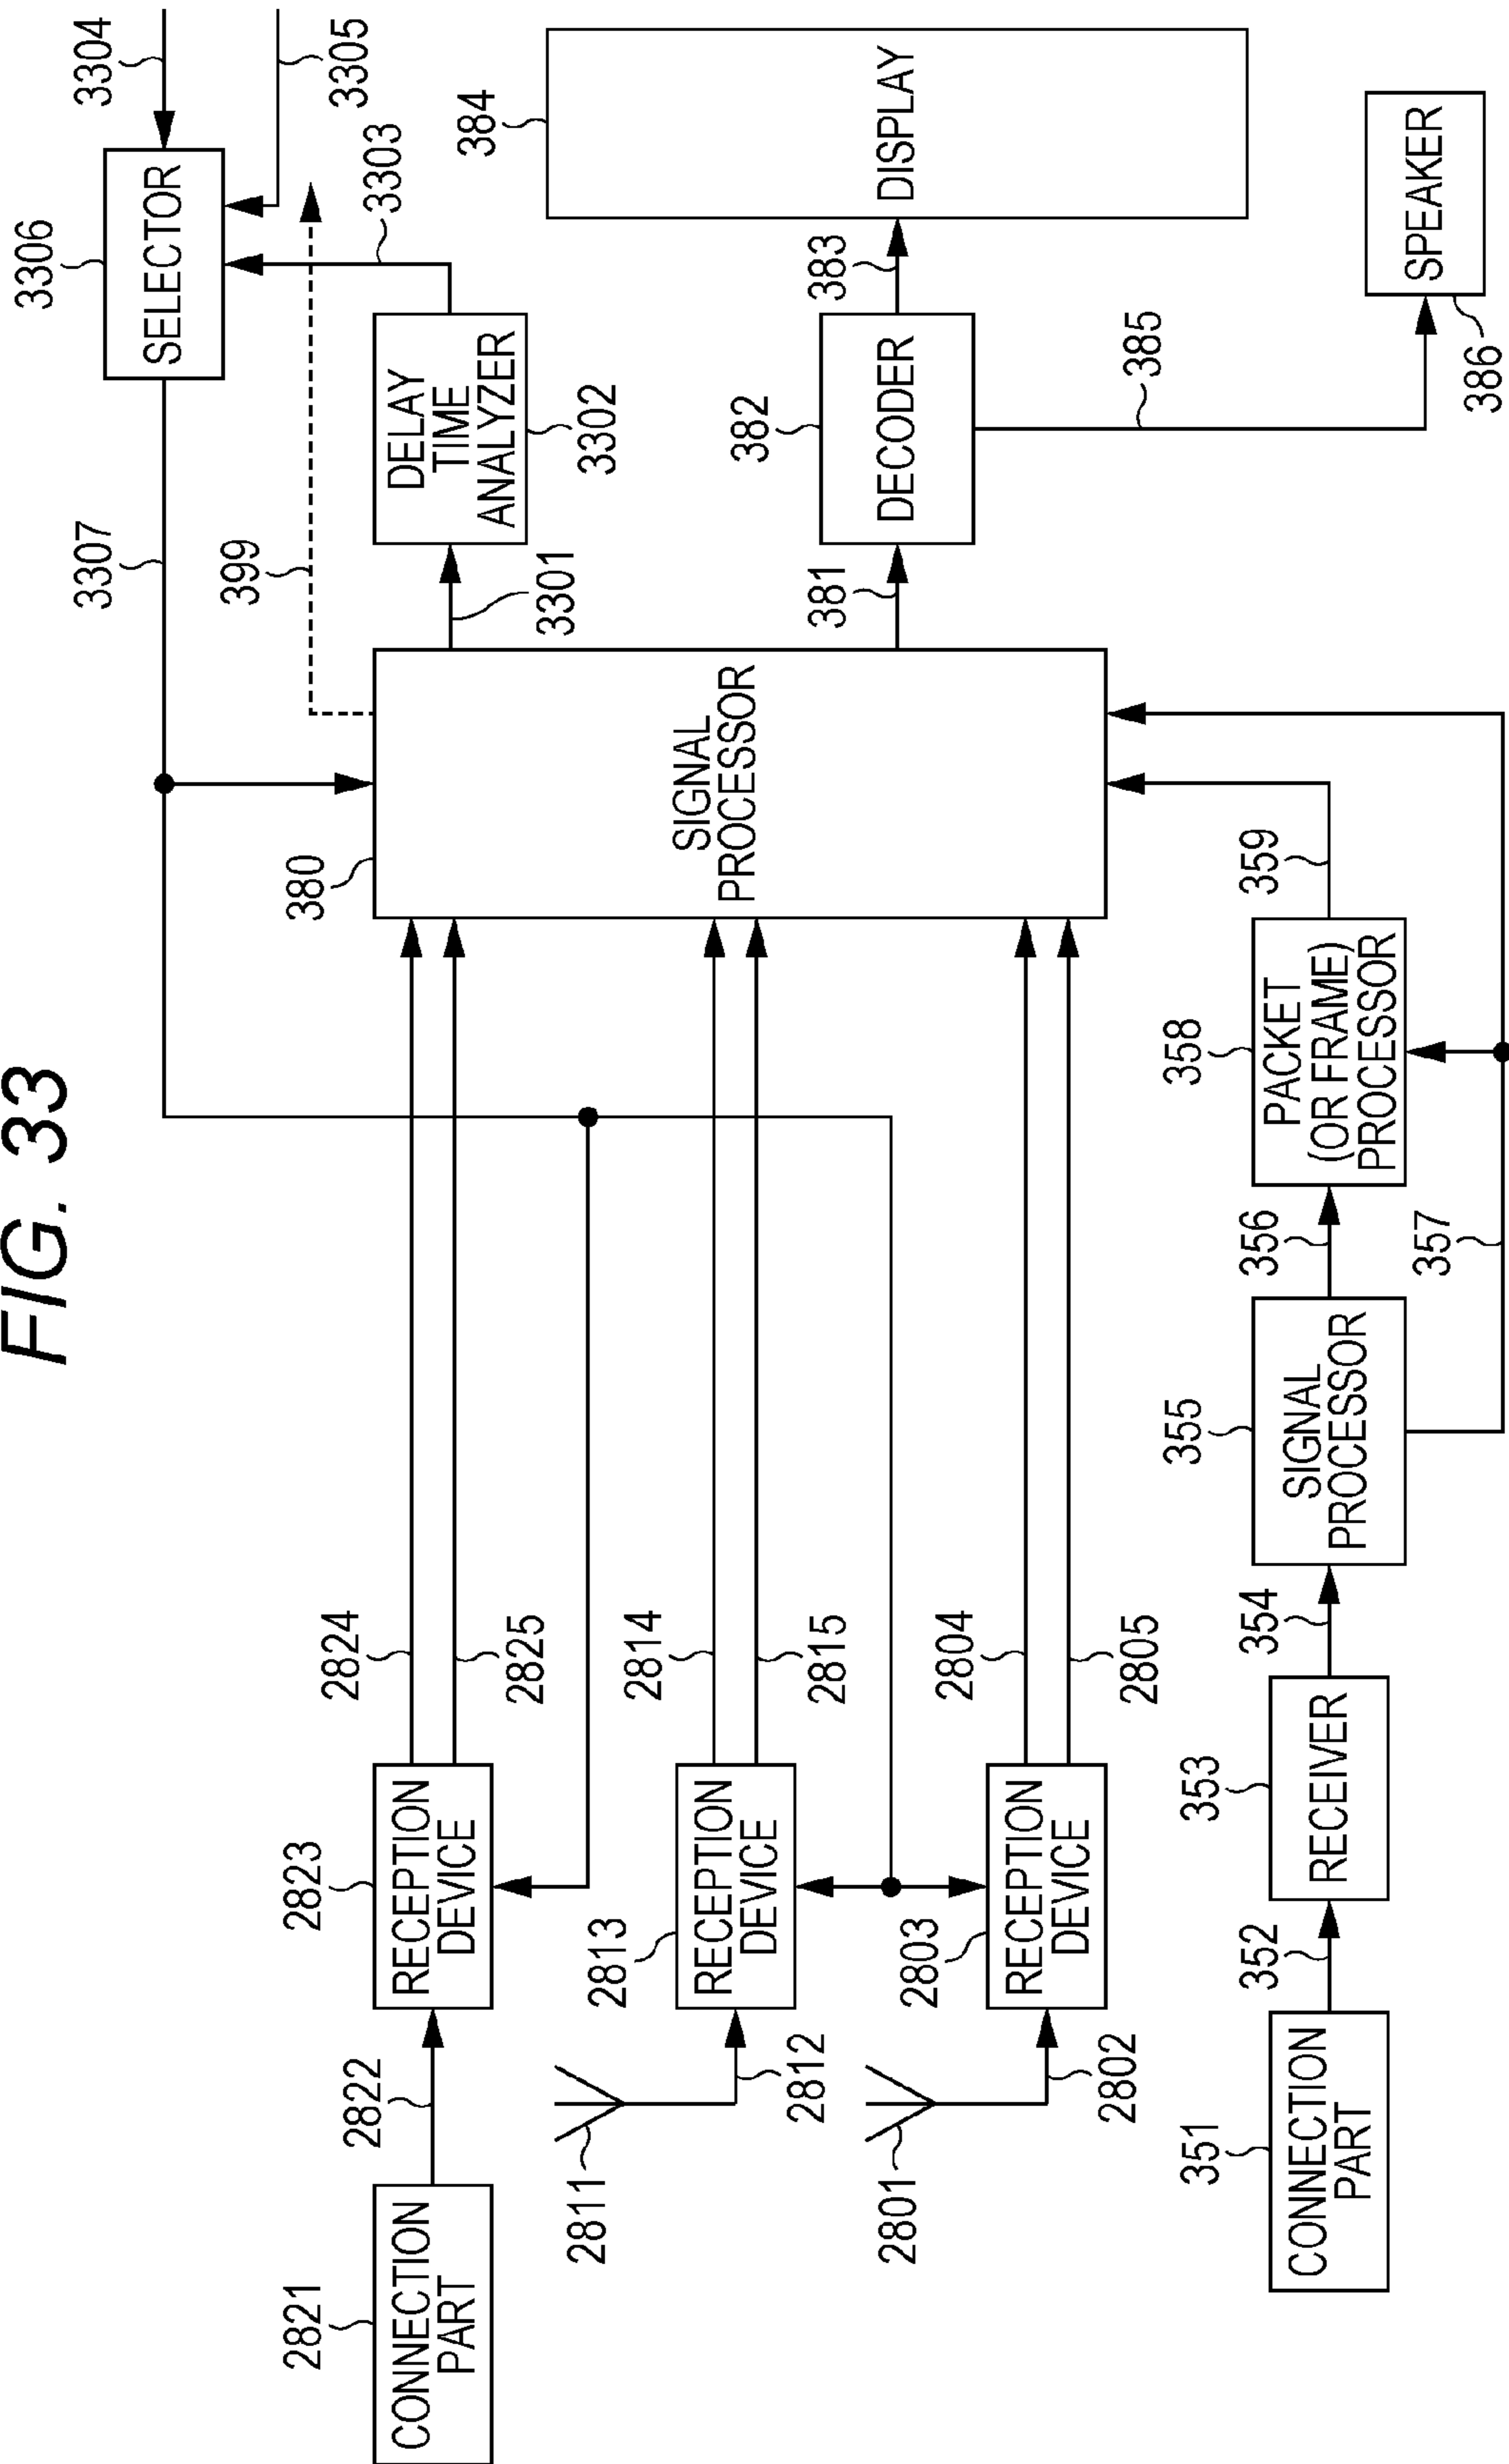 FIG. 33
3304
3305
3306
SELECTOR
3307
399
3303
DELAY
TIME
ANALYZER
3302
3301
384
DISPLAY
383
382
DECODER
381
385
SPEAKER
386
380
SIGNAL
PROCESSOR
2821
CONNECTION
PART
2822
2823
RECEPTION
DEVICE
2824
2825
2811
2812
2813
RECEPTION
DEVICE
2814
2815
2801
2802
2803
RECEPTION
DEVICE
2804
2805
351
CONNECTION
PART
352
353
RECEIVER
354
355
SIGNAL
PROCESSOR
356
357
358
PACKET
(OR FRAME)
PROCESSOR
359